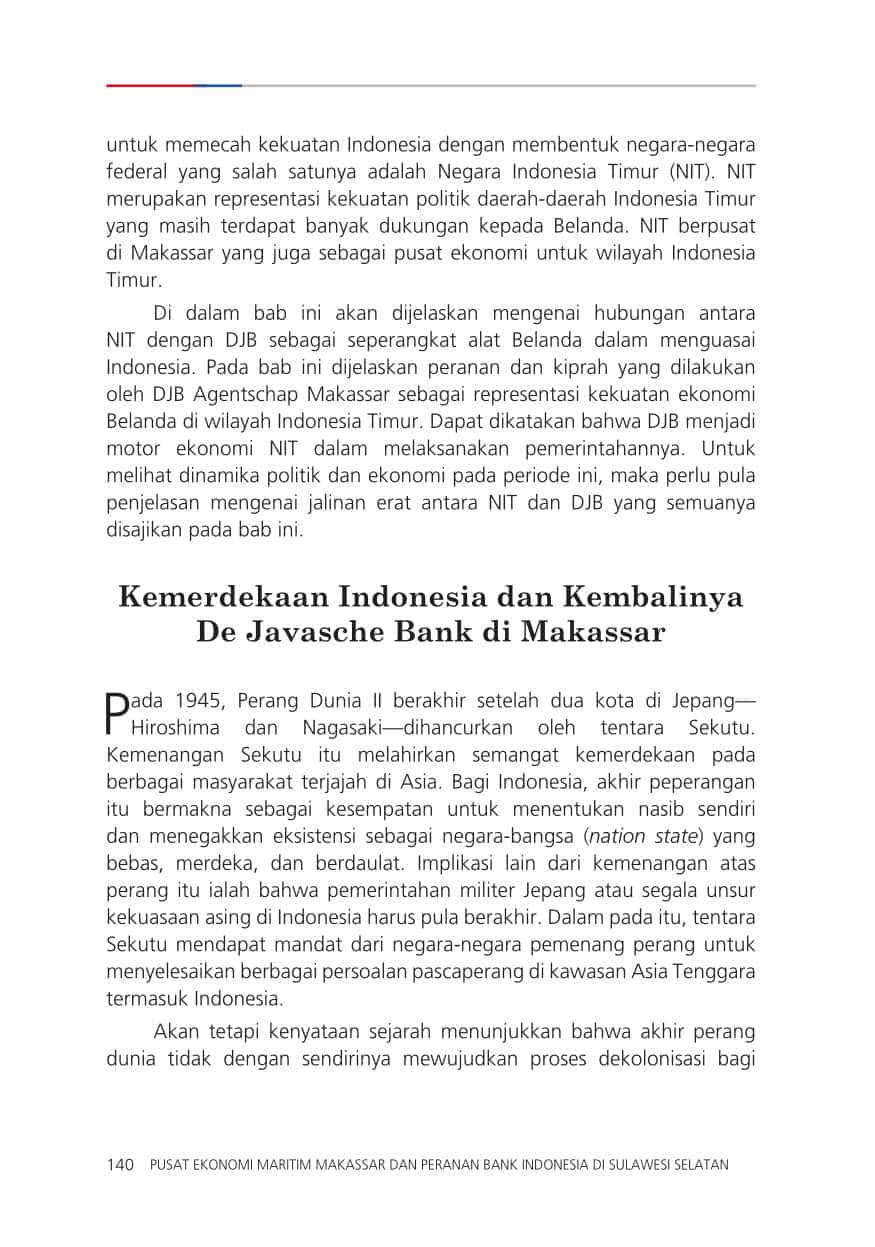 untuk memecah kekuatan Indonesia dengan membentuk negara-negara
federal yang salah satunya adalah Negara Indonesia Timur (NIT). NIT
merupakan representasi kekuatan politik daerah-daerah Indonesia Timur
yang masih terdapat banyak dukungan kepada Belanda. NIT berpusat
di Makassar yang juga sebagai pusat ekonomi untuk wilayah Indonesia
Timur.
Di dalam bab ini akan dijelaskan mengenai hubungan antara
NIT dengan DJB sebagai seperangkat alat Belanda dalam menguasai
Indonesia. Pada bab ini dijelaskan peranan dan kiprah yang dilakukan
oleh DJB Agentschap Makassar sebagai representasi kekuatan ekonomi
Belanda di wilayah Indonesia Timur. Dapat dikatakan bahwa DJB menjadi
motor ekonomi NIT dalam melaksanakan pemerintahannya. Untuk
melihat dinamika politik dan ekonomi pada periode ini, maka perlu pula
penjelasan mengenai jalinan erat antara NIT dan DJB yang semuanya
disajikan pada bab ini.
Kemerdekaan Indonesia dan Kembalinya
De Javasche Bank di Makassar
Pada 1945, Perang Dunia II berakhir setelah dua kota di Jepang—
Hiroshima dan Nagasaki—dihancurkan oleh tentara Sekutu.
Kemenangan Sekutu itu melahirkan semangat kemerdekaan pada
berbagai masyarakat terjajah di Asia. Bagi Indonesia, akhir peperangan
itu bermakna sebagai kesempatan untuk menentukan nasib sendiri
dan menegakkan eksistensi sebagai negara-bangsa (nation state) yang
bebas, merdeka, dan berdaulat. Implikasi lain dari kemenangan atas
perang itu ialah bahwa pemerintahan militer Jepang atau segala unsur
kekuasaan asing di Indonesia harus pula berakhir. Dalam pada itu, tentara
Sekutu mendapat mandat dari negara-negara pemenang perang untuk
menyelesaikan berbagai persoalan pascaperang di kawasan Asia Tenggara
termasuk Indonesia.
Akan tetapi kenyataan sejarah menunjukkan bahwa akhir perang
dunia tidak dengan sendirinya mewujudkan proses dekolonisasi bagi
140 PUSAT EKONOMI MARITIM MAKASSAR DAN PERANAN BANK INDONESIA DI SULAWESI SELATAN